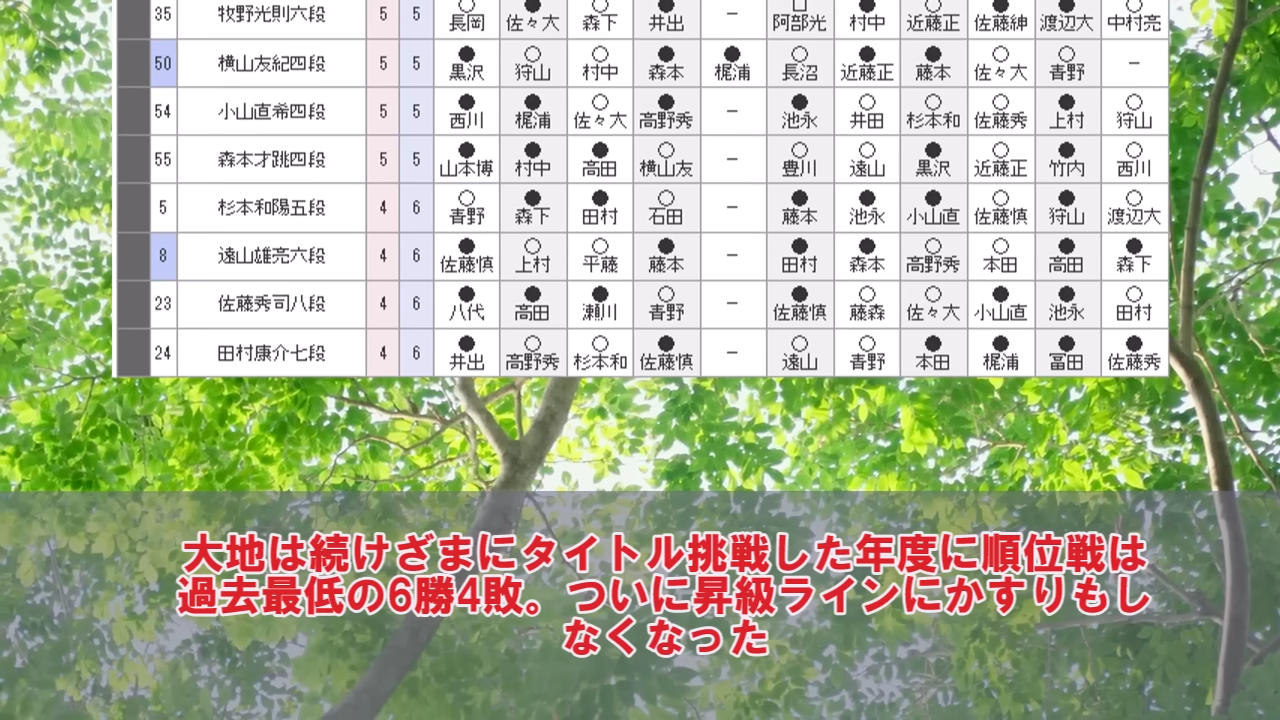 35 牧野光則六段 5 5 ○長岡 ●佐々大 ○森下 ●井出 − □阿部光 ●村中 ○近藤正 ○佐藤紳 ●渡辺大 ○中村亮
50 横山友紀四段 5 5 ●黒沢 ○狩山 ○村中 ●森本 ●梶浦 ○長沼 ●近藤正 ●藤本 ○佐々大 ○青野 −
54 小山直希四段 5 5 ●西川 ●梶浦 ○佐々大 ●高野秀 − ●池永 ○井田 ○杉本和 ○佐藤秀 ●上村 ○狩山
55 森本才跳四段 5 5 ●山本博 ●村中 ●高田 ○横山友 − ○豊川 ○遠山 ●黒沢 ○近藤正 ●竹内 ○西川
5 杉本和陽五段 4 6 ○青野 ●森下 ●田村 ○石田 − ●藤本 ●池永 ●小山直 ○佐藤慎 ●狩山 ○渡辺大
8 遠山雄亮六段 4 6 ●佐藤慎 ○上村 ○平藤 ●藤本 − ●田村 ●森本 ○高野秀 ○本田 ●高田 ●森下
23 佐藤秀司八段 4 6 ●八代 ●高田 ●瀬川 ○青野 − ●佐藤慎 ○藤森 ○佐々大 ●小山直 ●池永 ○田村
24 田村康介七段 4 6 ●井出 ○高野秀 ○杉本和 ●佐藤慎 − ○遠山 ○青野 ●本田 ●梶浦 ●冨田 ●佐藤秀
大地は続けざまにタイトル挑戦した年度に順位戦は
過去最低の6勝4敗。ついに昇級ラインにかすりもし
なくなった